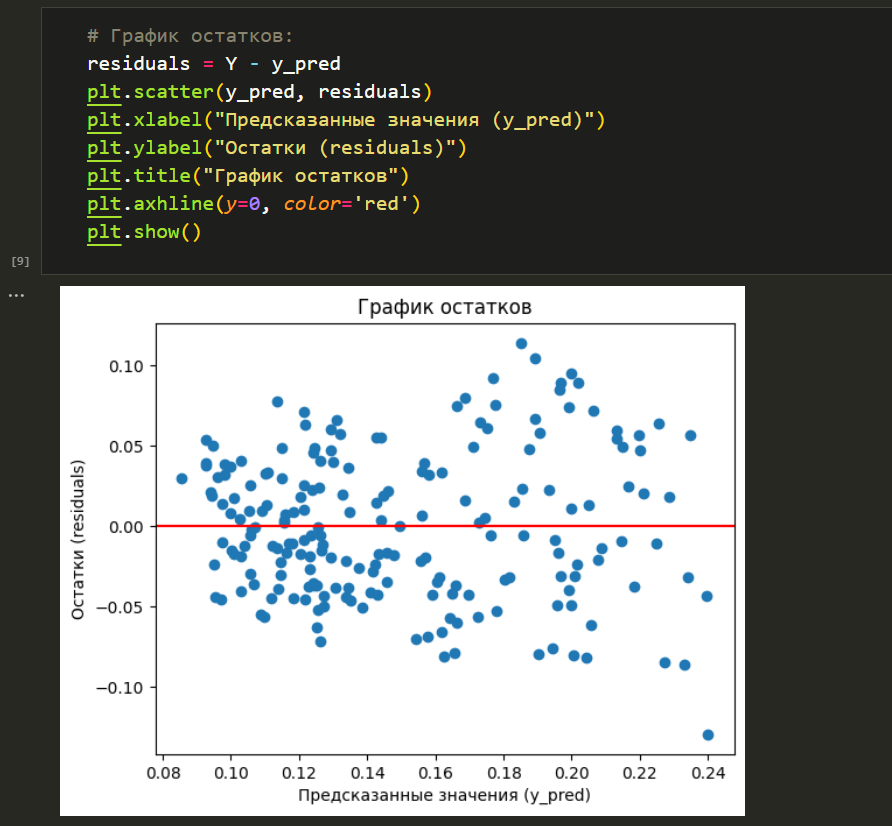 # График остатков:
residuals = Y - y_pred
plt.scatter(y_pred, residuals)
plt.xlabel("Предсказанные значения (y_pred)")
plt.ylabel("Остатки (residuals)")
plt.title("График остатков")
plt.axhline(y=0, color='red')
plt.show()
[9]
...
График остатков
0.10
0.05
0.00
−0.05
−0.10
Остатки (residuals)
0.08 0.10 0.12 0.14 0.16 0.18 0.20 0.22 0.24
Предсказанные значения (y_pred)